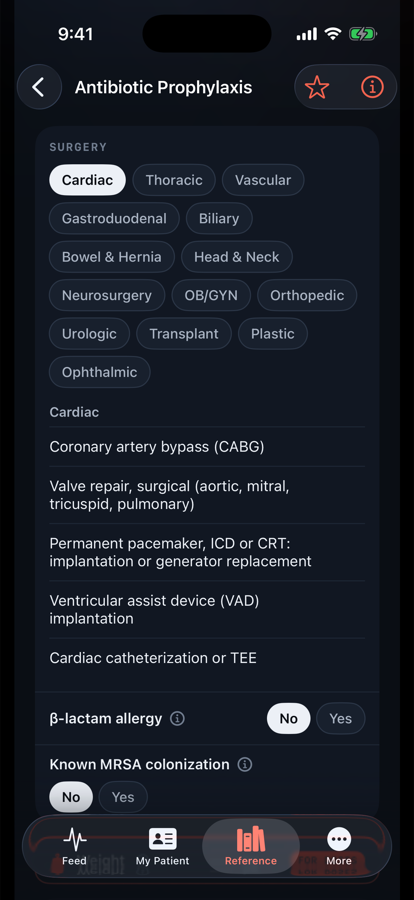 9:41
Antibiotic Prophylaxis
SURGERY
Cardiac Thoracic Vascular
Gastroduodenal Biliary
Bowel & Hernia Head & Neck
Neurosurgery OB/GYN Orthopedic
Urologic Transplant Plastic
Ophthalmic
Cardiac
Coronary artery bypass (CABG)
Valve repair, surgical (aortic, mitral,
tricuspid, pulmonary)
Permanent pacemaker, ICD or CRT:
implantation or generator replacement
Ventricular assist device (VAD)
implantation
Cardiac catheterization or TEE
β-lactam allergy No Yes
Known MRSA colonization
No Yes
Weight
Feed My Patient Reference More